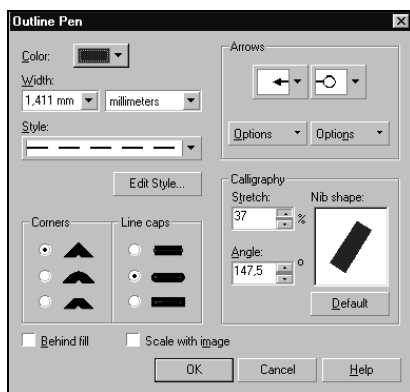 Outline Pen
Color:
Width:
1,411 mm millimeters
Style:
Edit Style...
Corners
Line caps
Behind fill
Scale with image
Arrows
Options
Options
Calligraphy
Stretch:
37 %
Angle:
147,5 °
Nib shape:
Default
OK Cancel Help